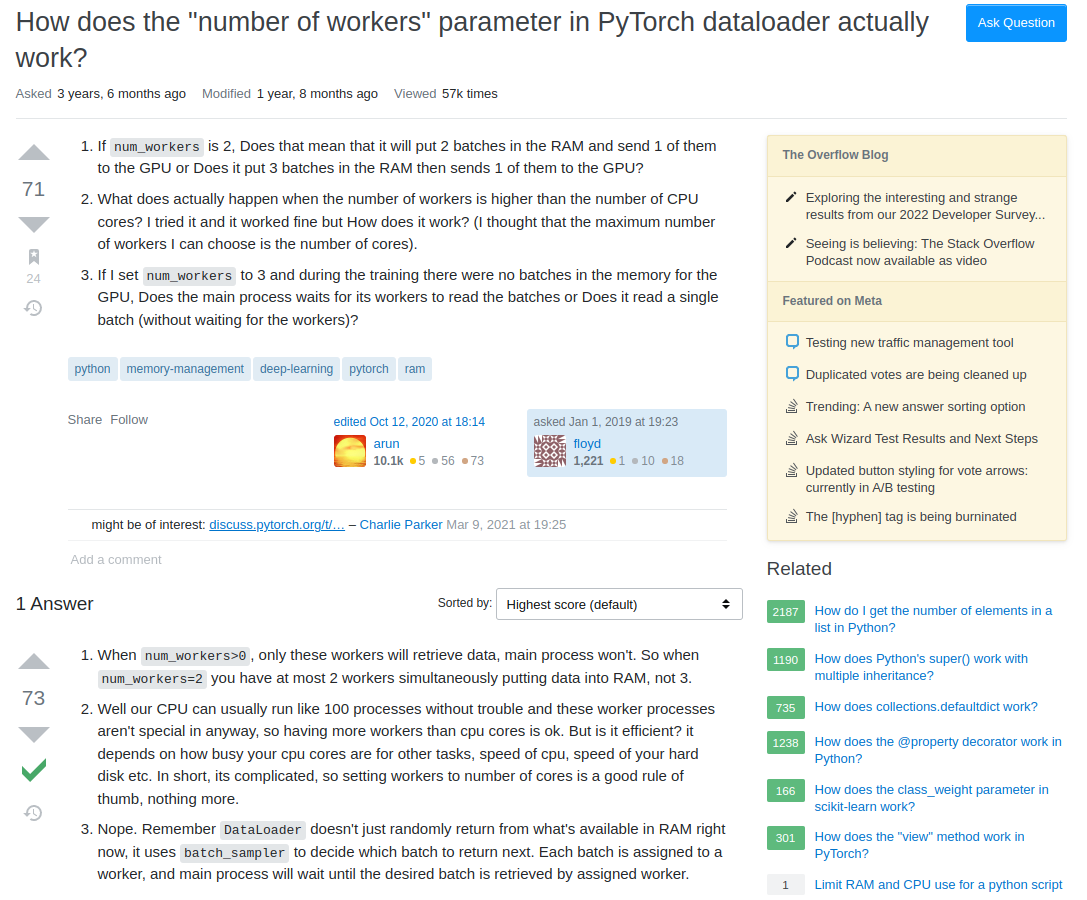 How does the "number of workers" parameter in PyTorch dataloader actually
work?
Ask Question
Asked 3 years, 6 months ago Modified 1 year, 8 months ago Viewed 57k times
71
24
1. If num_workers is 2, Does that mean that it will put 2 batches in the RAM and send 1 of them
to the GPU or Does it put 3 batches in the RAM then sends 1 of them to the GPU?
2. What does actually happen when the number of workers is higher than the number of CPU
cores? I tried it and it worked fine but How does it work? (I thought that the maximum number
of workers I can choose is the number of cores).
3. If I set num_workers to 3 and during the training there were no batches in the memory for the
GPU, Does the main process waits for its workers to read the batches or Does it read a single
batch (without waiting for the workers)?
python memory-management deep-learning pytorch ram
Share Follow
edited Oct 12, 2020 at 18:14
arun
10.1k 5 56 73
asked Jan 1, 2019 at 19:23
floyd
1,221 1 10 18
might be of interest: discuss.pytorch.org/t/… – Charlie Parker Mar 9, 2021 at 19:25
Add a comment
1 Answer
Sorted by: Highest score (default)
73
1. When num_workers>0, only these workers will retrieve data, main process won't. So when
num_workers=2 you have at most 2 workers simultaneously putting data into RAM, not 3.
2. Well our CPU can usually run like 100 processes without trouble and these worker processes
aren't special in anyway, so having more workers than cpu cores is ok. But is it efficient? it
depends on how busy your cpu cores are for other tasks, speed of cpu, speed of your hard
disk etc. In short, its complicated, so setting workers to number of cores is a good rule of
thumb, nothing more.
3. Nope. Remember DataLoader doesn't just randomly return from what's available in RAM right
now, it uses batch_sampler to decide which batch to return next. Each batch is assigned to a
worker, and main process will wait until the desired batch is retrieved by assigned worker.
The Overflow Blog
Exploring the interesting and strange
results from our 2022 Developer Survey...
Seeing is believing: The Stack Overflow
Podcast now available as video
Featured on Meta
Testing new traffic management tool
Duplicated votes are being cleaned up
Trending: A new answer sorting option
Ask Wizard Test Results and Next Steps
Updated button styling for vote arrows:
currently in A/B testing
The [hyphen] tag is being burninated
Related
2187 How do I get the number of elements in a
list in Python?
1190 How does Python's super() work with
multiple inheritance?
735 How does collections.defaultdict work?
1238 How does the @property decorator work in
Python?
166 How does the class_weight parameter in
scikit-learn work?
301 How does the "view" method work in
PyTorch?
1 Limit RAM and CPU use for a python script